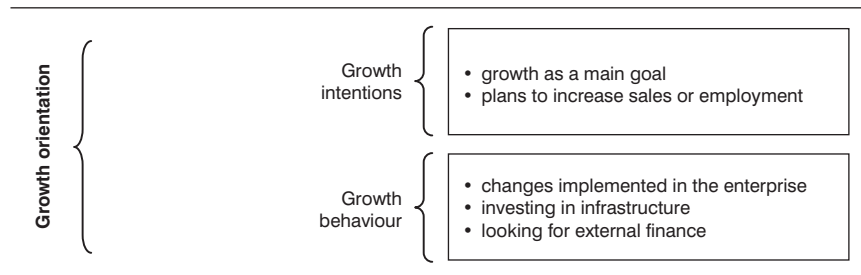 Growth orientation
Growth
intentions
• growth as a main goal
• plans to increase sales or employment
Growth
behaviour
• changes implemented in the enterprise
• investing in infrastructure
• looking for external finance